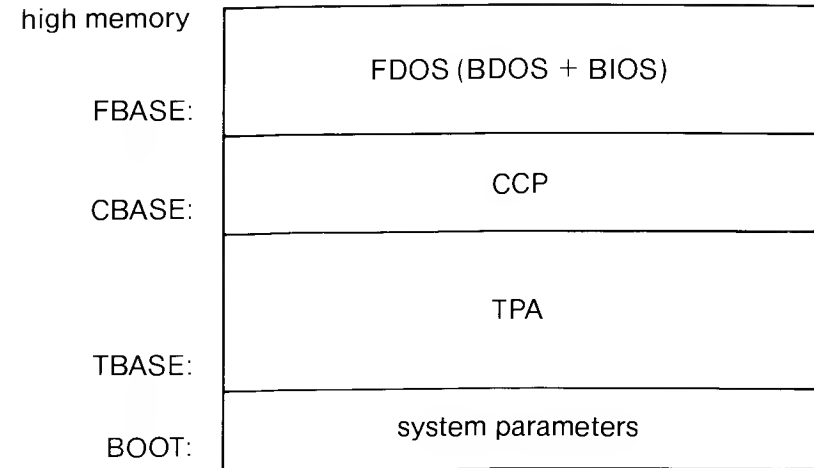 high memory
FDOS (BDOS + BIOS)
FBASE:
CCP
CBASE:
TPA
TBASE:
system parameters
BOOT: